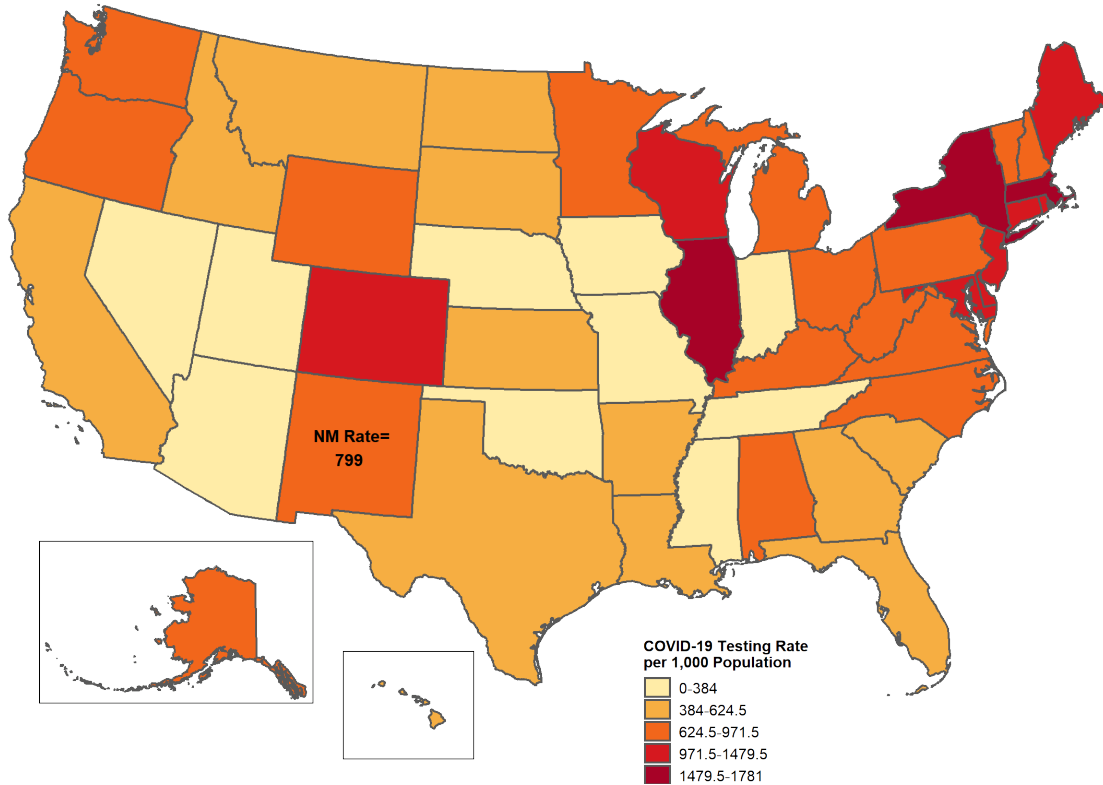 NM Rate=
799
COVID-19 Testing Rate
per 1,000 Population
0-384
384-624.5
624.5-971.5
971.5-1479.5
1479.5-1781